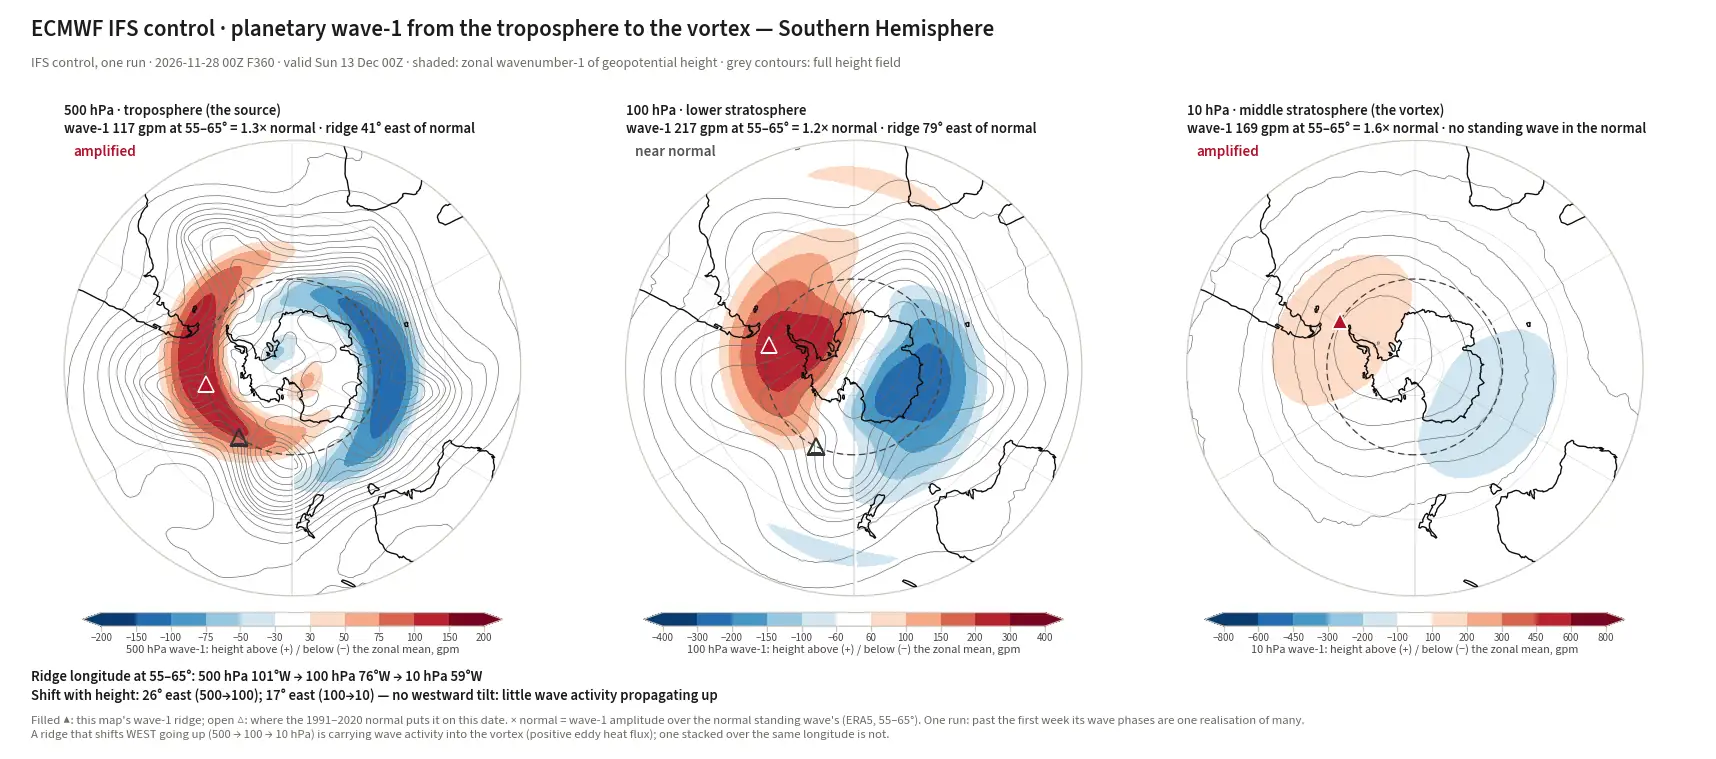 ECMWF IFS control · planetary wave-1 from the troposphere to the vortex — Southern Hemisphere
IFS control, one run · 2026-11-28 00Z F360 · valid Sun 13 Dec 00Z · shaded: zonal wavenumber-1 of geopotential height · grey contours: full height field
500 hPa · troposphere (the source)
wave-1 117 gpm at 55–65° = 1.3× normal · ridge 41° east of normal
amplified
100 hPa · lower stratosphere
wave-1 217 gpm at 55–65° = 1.2× normal · ridge 79° east of normal
near normal
10 hPa · middle stratosphere (the vortex)
wave-1 169 gpm at 55–65° = 1.6× normal · no standing wave in the normal
amplified
−200 −150 −100 −75 −50 −30 30 50 75 100 150 200
500 hPa wave-1: height above (+) / below (−) the zonal mean, gpm
−400 −300 −200 −150 −100 −60 60 100 150 200 300 400
100 hPa wave-1: height above (+) / below (−) the zonal mean, gpm
−800 −600 −450 −300 −200 −100 100 200 300 450 600 800
10 hPa wave-1: height above (+) / below (−) the zonal mean, gpm
Ridge longitude at 55–65°: 500 hPa 101°W → 100 hPa 76°W → 10 hPa 59°W
Shift with height: 26° east (500→100); 17° east (100→10) — no westward tilt: little wave activity propagating up
Filled ▲: this map's wave-1 ridge; open △: where the 1991–2020 normal puts it on this date. × normal = wave-1 amplitude over the normal standing wave's (ERA5, 55–65°). One run: past the first week its wave phases are one realisation of many.
A ridge that shifts WEST going up (500 → 100 → 10 hPa) is carrying wave activity into the vortex (positive eddy heat flux); one stacked over the same longitude is not.